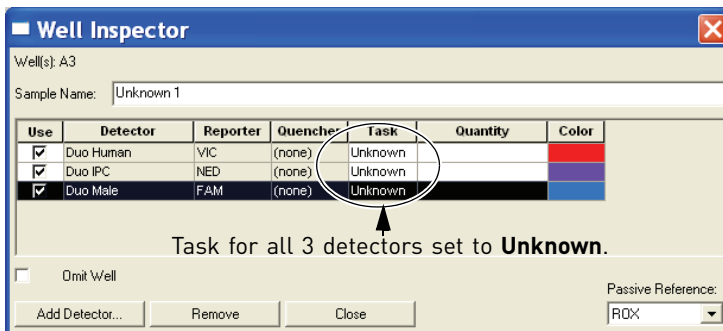 Well Inspector
Well(s): A3
Sample Name: Unknown 1
Use Detector Reporter Quencher Task Quantity Color
Duo Human VIC (none) Unknown
Duo IPC NED (none) Unknown
Duo Male FAM (none) Unknown
Task for all 3 detectors set to Unknown.
Omit Well
Passive Reference:
Add Detector... Remove Close ROX